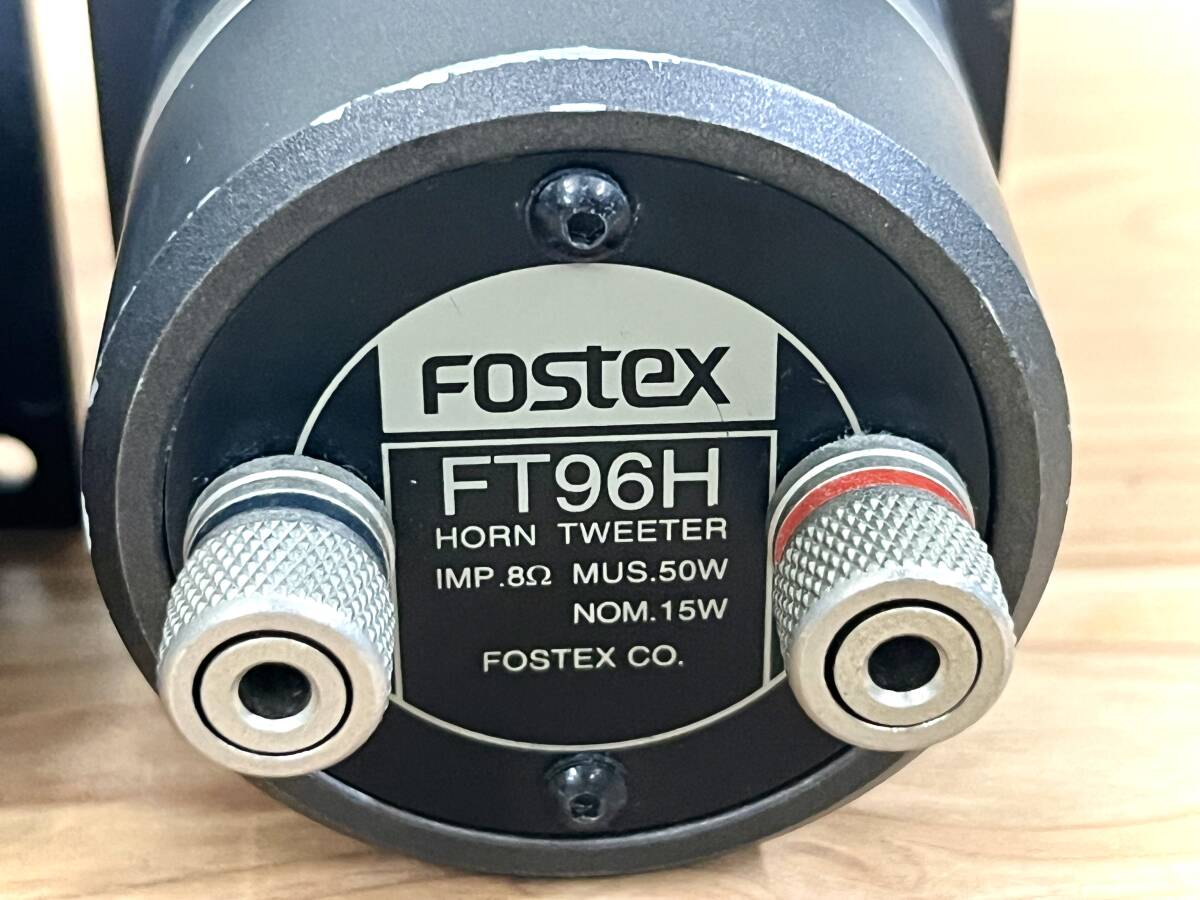 FOSTEX
FT96H
HORN TWEETER
IMP.8Ω MUS.50W
NOM.15W
FOSTEX CO.